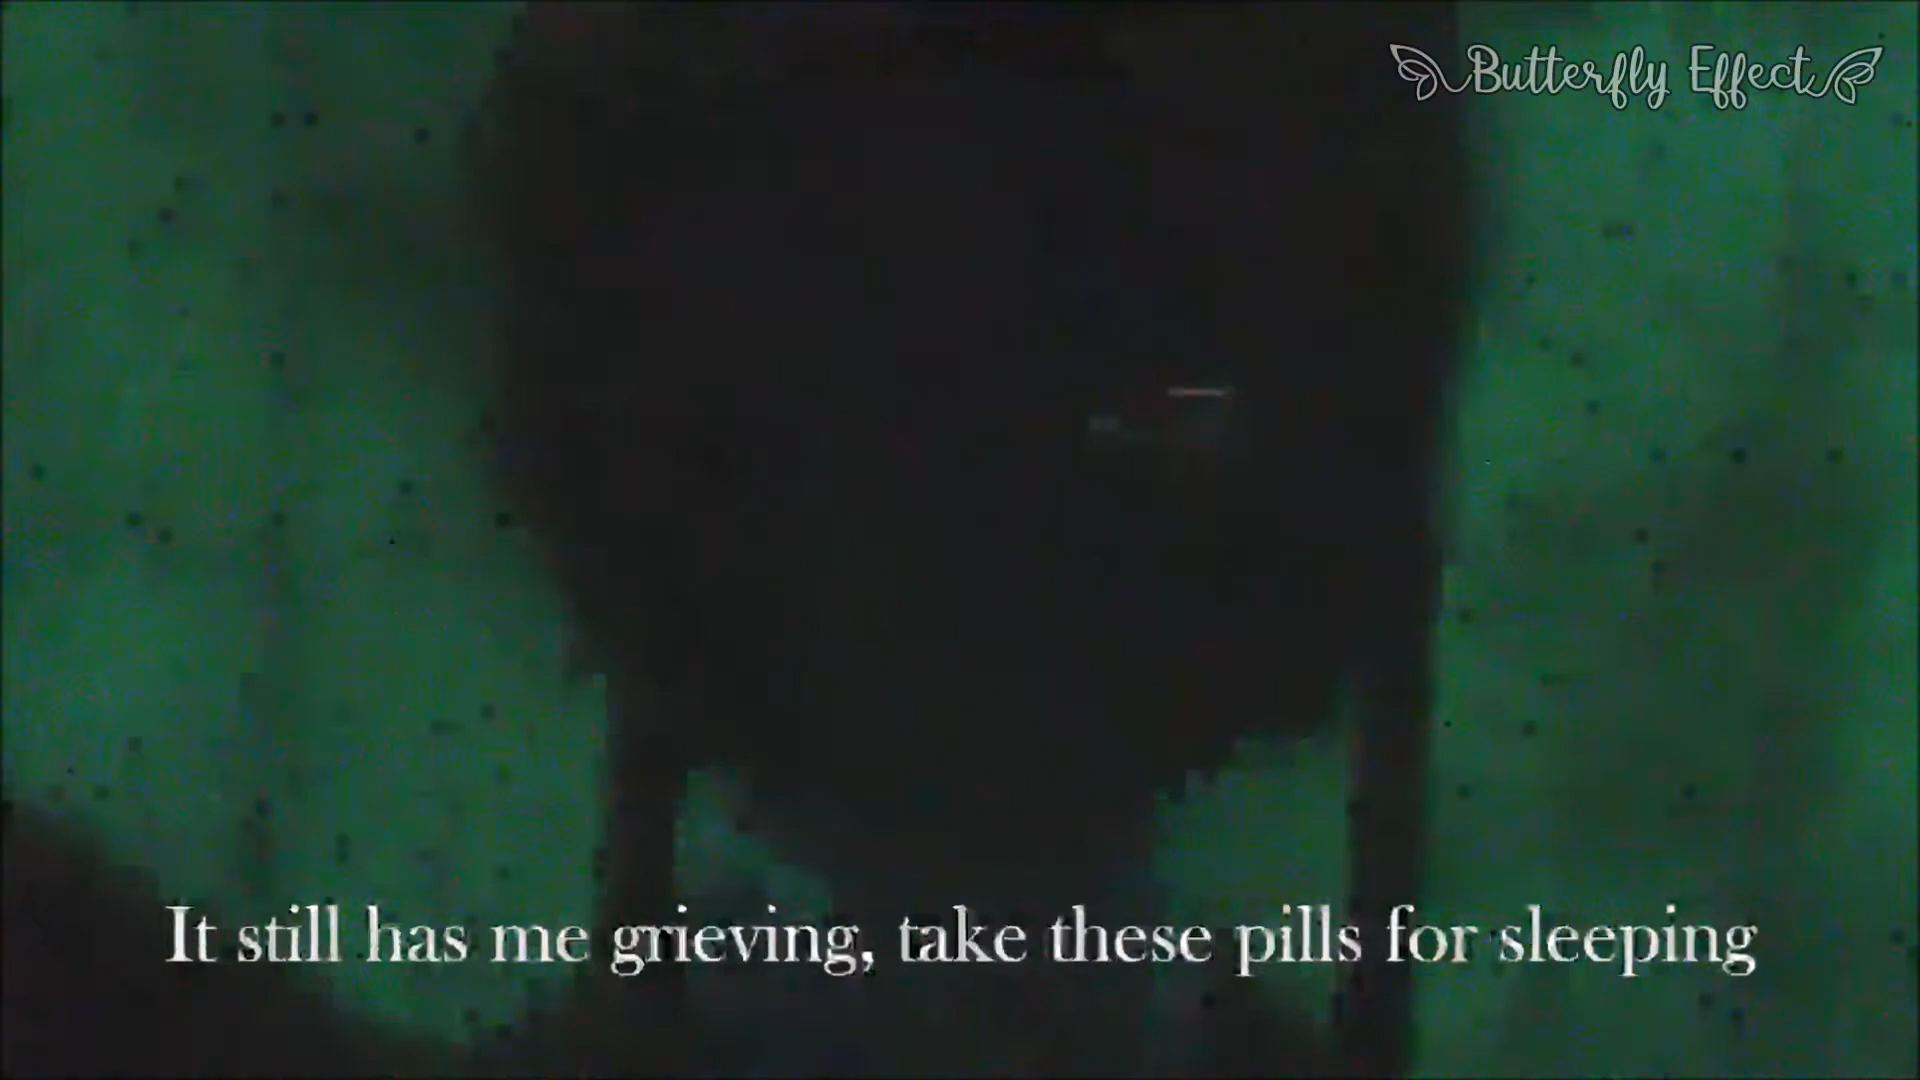 Butterfly Effect
It still has me grieving, take these pills for sleeping